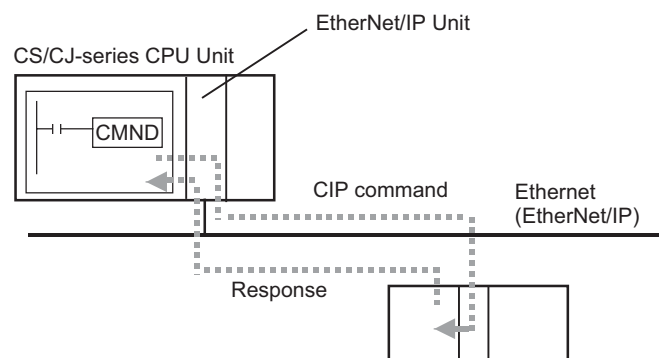 EtherNet/IP Unit
CS/CJ-series CPU Unit
CMND
CIP command
Ethernet
(EtherNet/IP)
Response